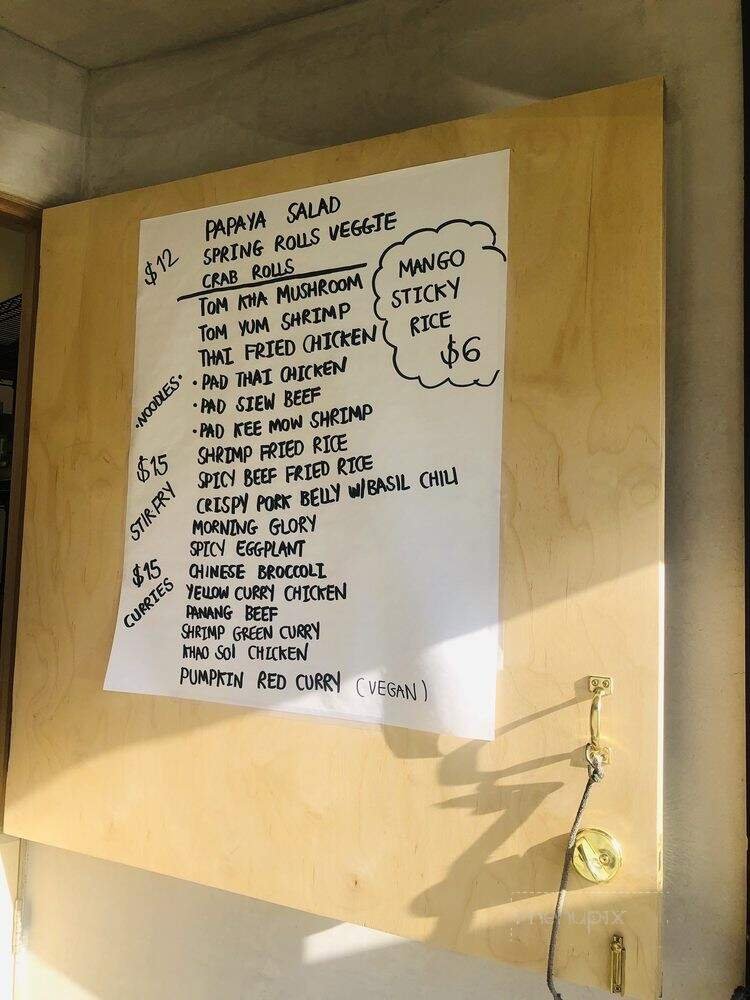 $12
PAPAYA SALAD
SPRING ROLLS VEGGIE
CRAB ROLLS
TOM KHA MUSHROOM
TOM YUM SHRIMP
THAI FRIED CHICKEN
MANGO
STICKY
RICE
$6
•NOODLES•
• PAD THAI CHICKEN
• PAD SIEW BEEF
• PAD KEE MOW SHRIMP
$15
STIR FRY
SHRIMP FRIED RICE
SPICY BEEF FRIED RICE
CRISPY PORK BELLY W/BASIL CHILI
MORNING GLORY
SPICY EGGPLANT
CHINESE BROCCOLI
$15
CURRIES
YELLOW CURRY CHICKEN
PANANG BEEF
SHRIMP GREEN CURRY
KHAO SOI CHICKEN
PUMPKIN RED CURRY (VEGAN)
menupix